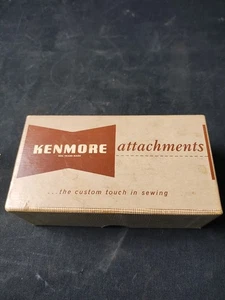 KENMORE
attachments
...the custom touch in sewing